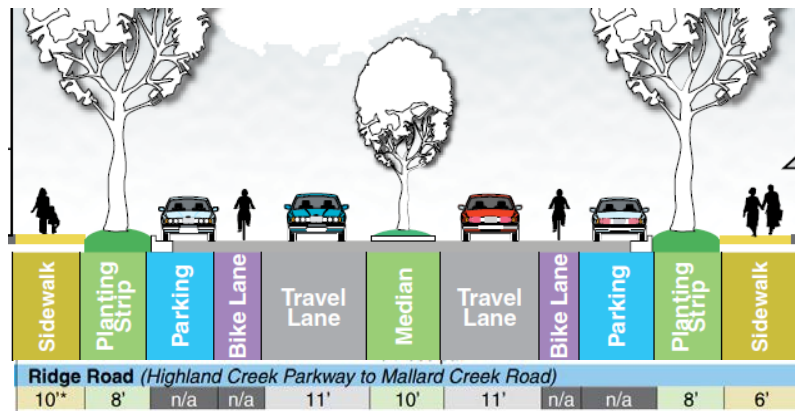 Sidewalk
Planting Strip
Parking
Bike Lane
Travel Lane
Median
Travel Lane
Bike Lane
Parking
Planting Strip
Sidewalk
Ridge Road (Highland Creek Parkway to Mallard Creek Road)
10'* 8' n/a n/a 11' 10' 11' n/a n/a 8' 6'